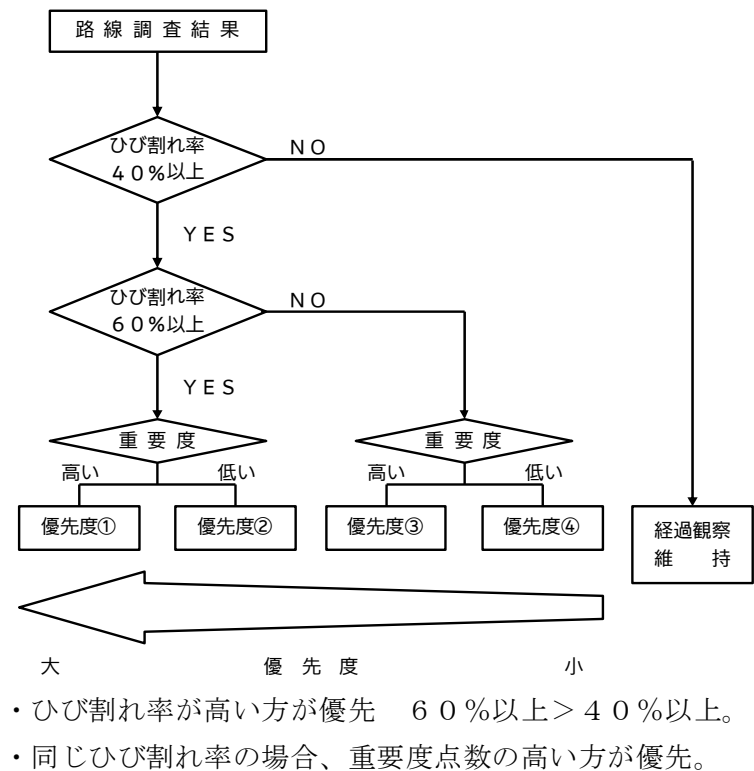 路線調査結果
ひび割れ率
４０%以上
ＮＯ
ＹＥＳ
ひび割れ率
６０%以上
ＮＯ
ＹＥＳ
重要度
重要度
高い
低い
高い
低い
優先度①
優先度②
優先度③
優先度④
経過観察
維　持
大　優先度　小
・ひび割れ率が高い方が優先　６０％以上＞４０％以上。
・同じひび割れ率の場合、重要度点数の高い方が優先。